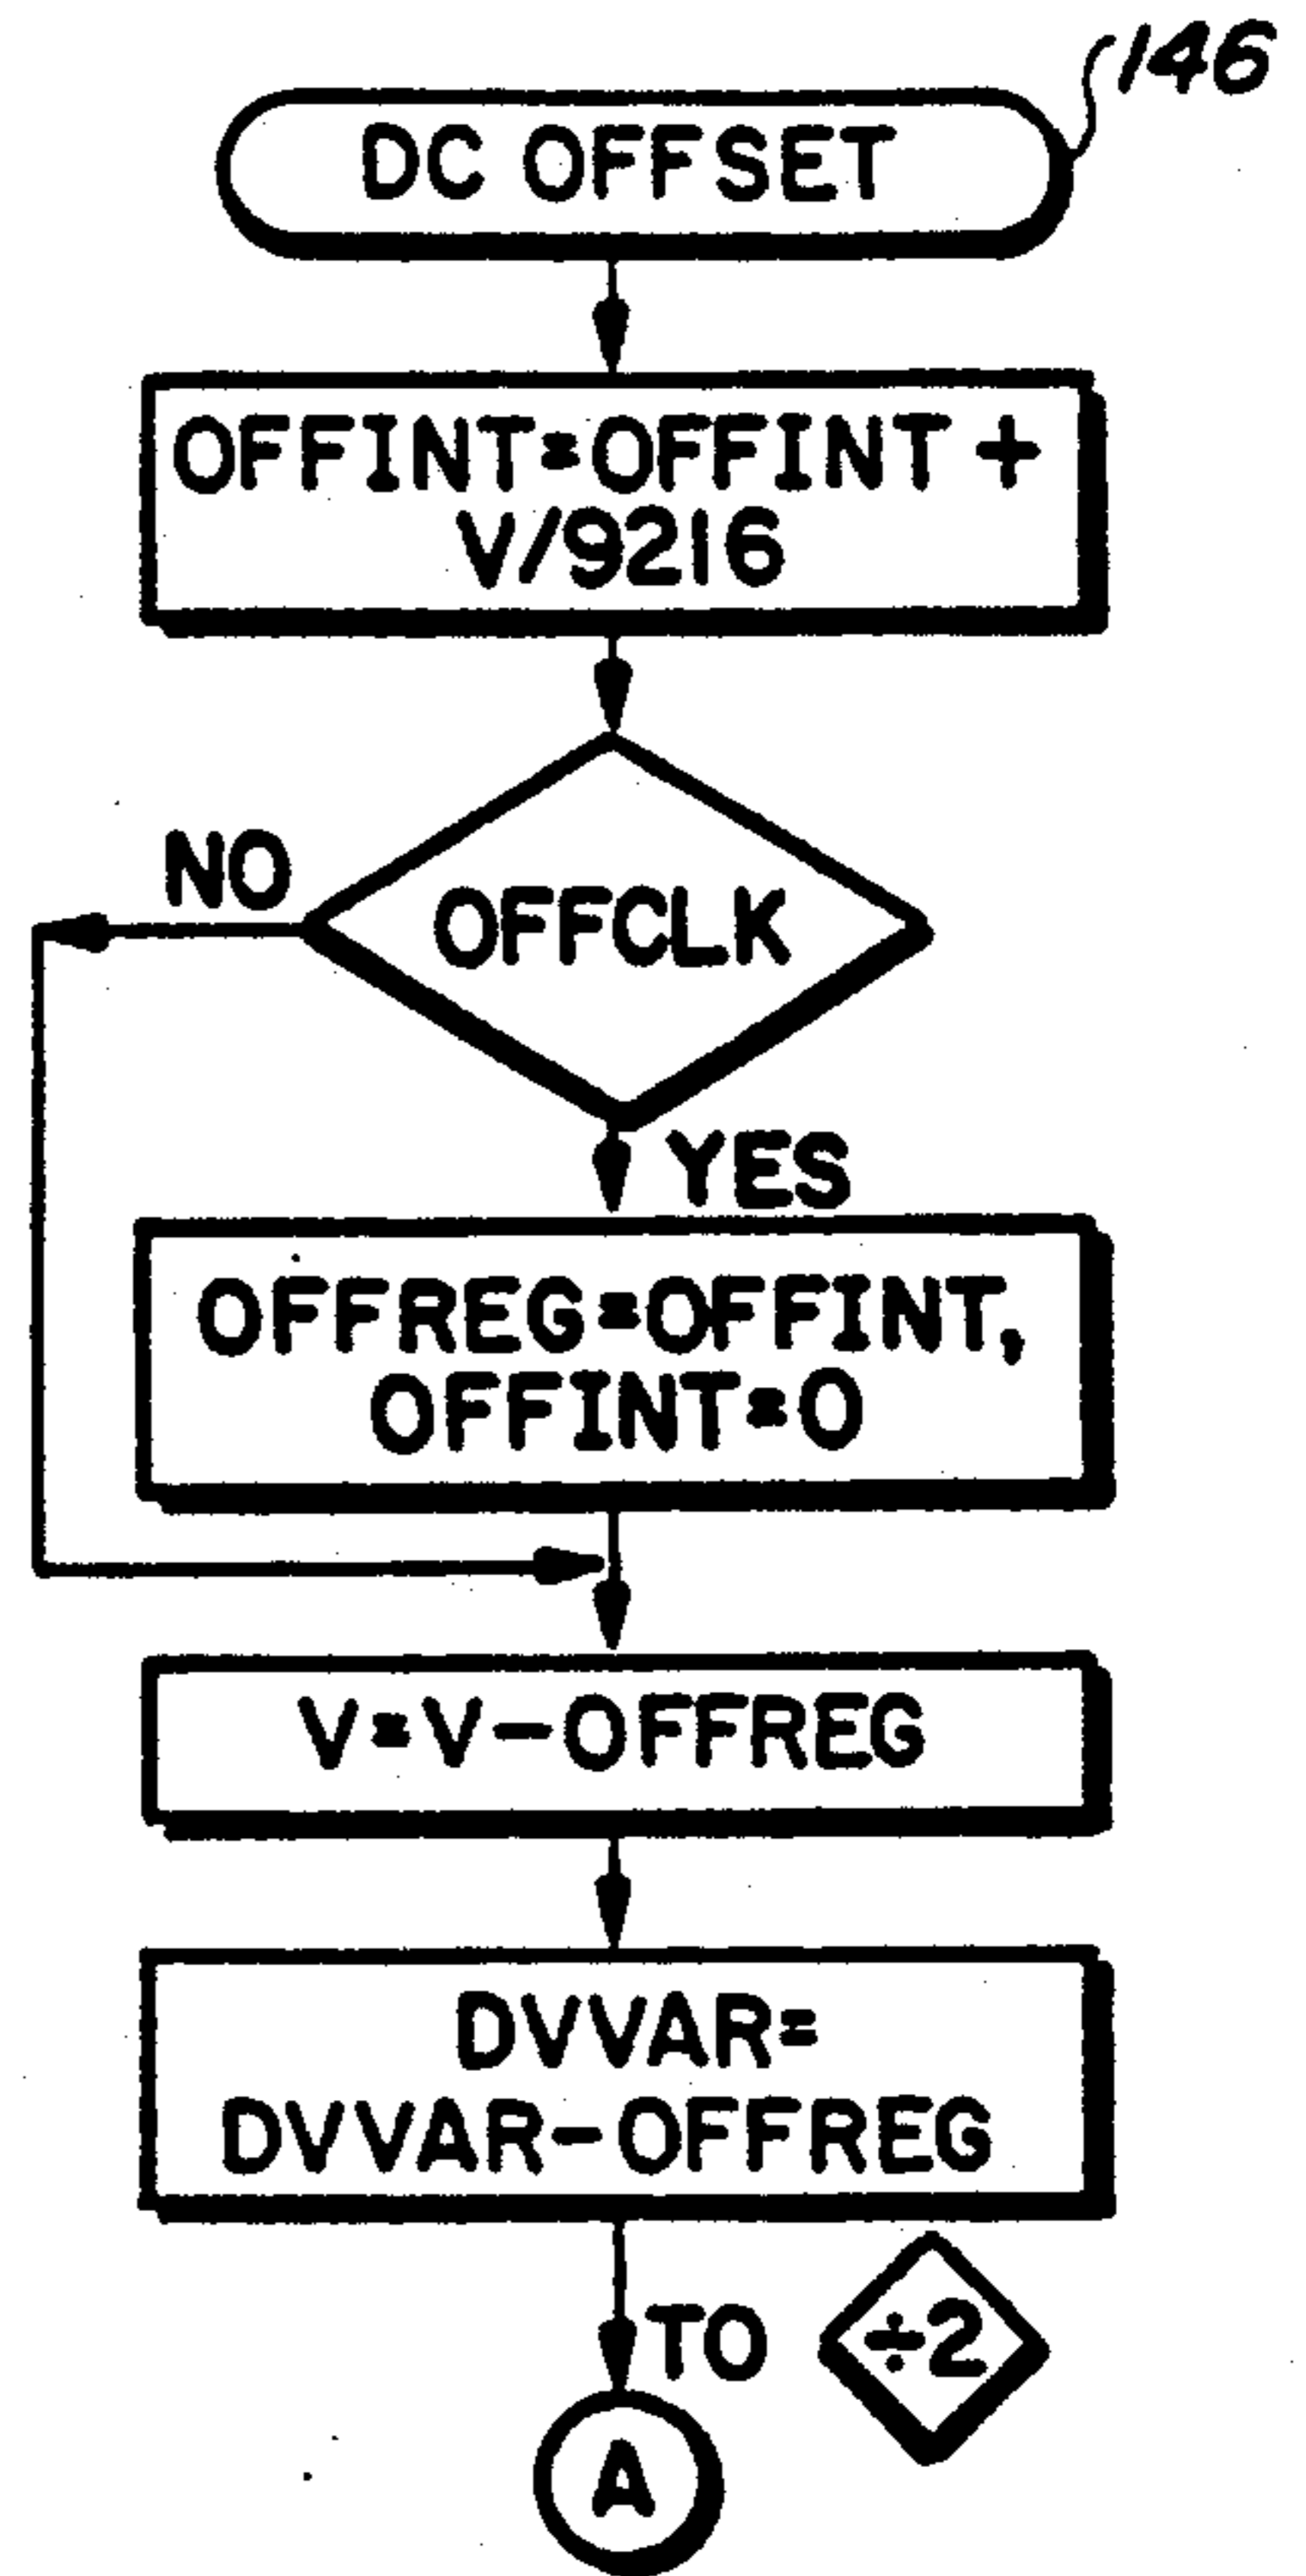 146
DC OFFSET
OFFINT=OFFINT +
V/9216
NO
OFFCLK
YES
OFFREG=OFFINT,
OFFINT=0
V=V-OFFREG
DVVAR=
DVVAR-OFFREG
TO ÷2
A